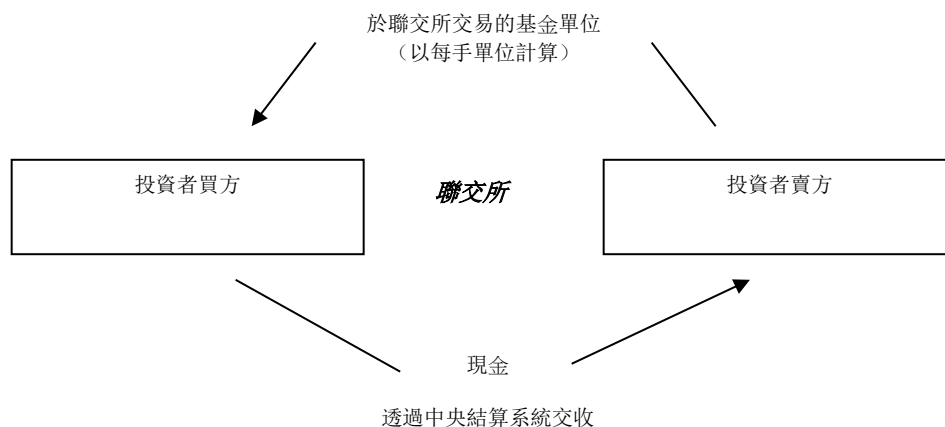 於聯交所交易的基金單位
（以每手單位計算）
投資者買方
聯交所
投資者賣方
現金
透過中央結算系統交收